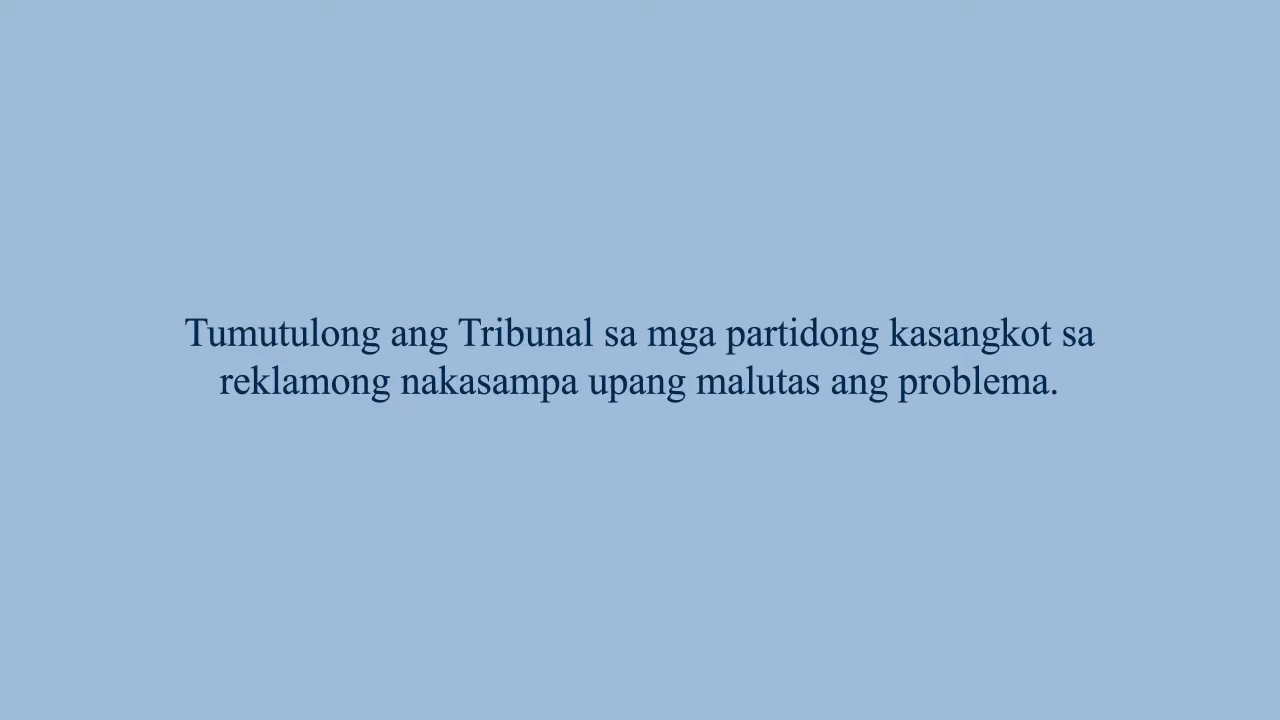 Tumutulong ang Tribunal sa mga partidong kasangkot sa
reklamong nakasampa upang malutas ang problema.